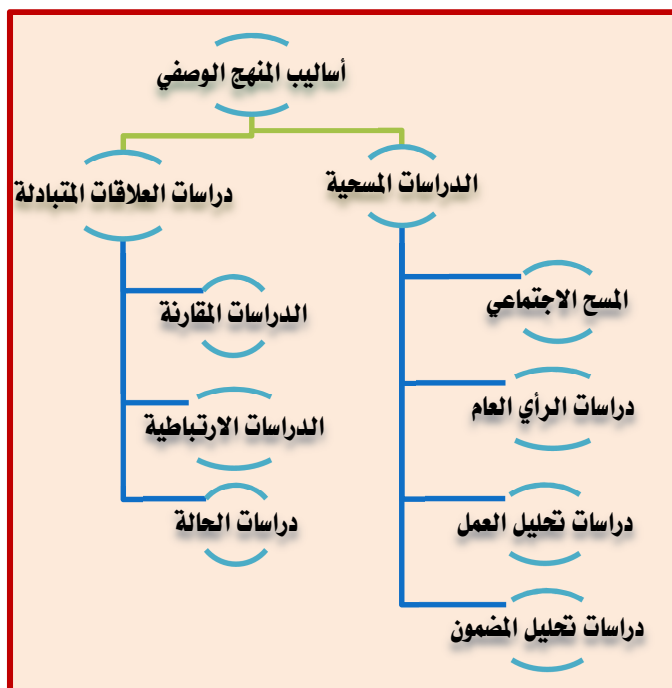 أساليب المنهج الوصفي
الدراسات المسحية
دراسات العلاقات المتبادلة
المسح الاجتماعي
دراسات الرأي العام
دراسات تحليل العمل
دراسات تحليل المضمون
الدراسات المقارنة
الدراسات الارتباطية
دراسات الحالة